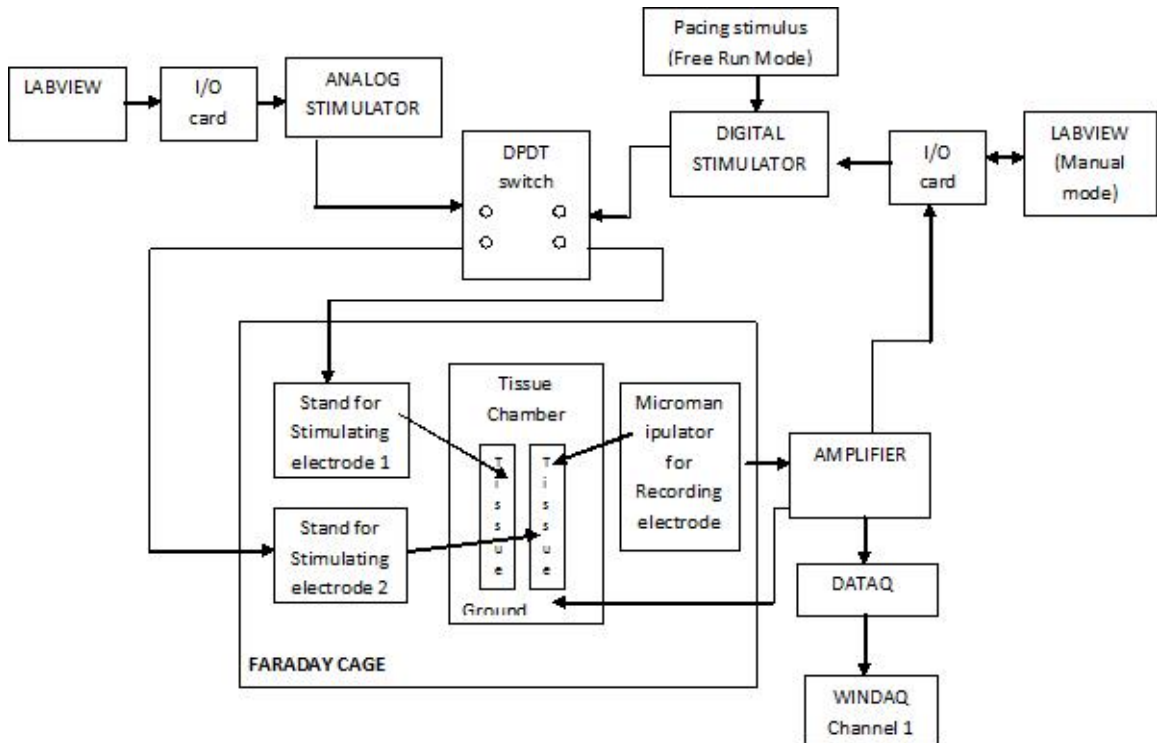 Pacing stimulus
(Free Run Mode)
LABVIEW
I/O
card
ANALOG
STIMULATOR
DPDT
switch
DIGITAL
STIMULATOR
I/O
card
LABVIEW
(Manual
mode)
Stand for
Stimulating
electrode 1
Tissue
Chamber
Microman
ipulator
for
Recording
electrode
T
i
s
s
u
e
T
i
s
s
u
e
AMPLIFIER
Stand for
Stimulating
electrode 2
Ground
DATAQ
FARADAY CAGE
WINDAQ
Channel 1